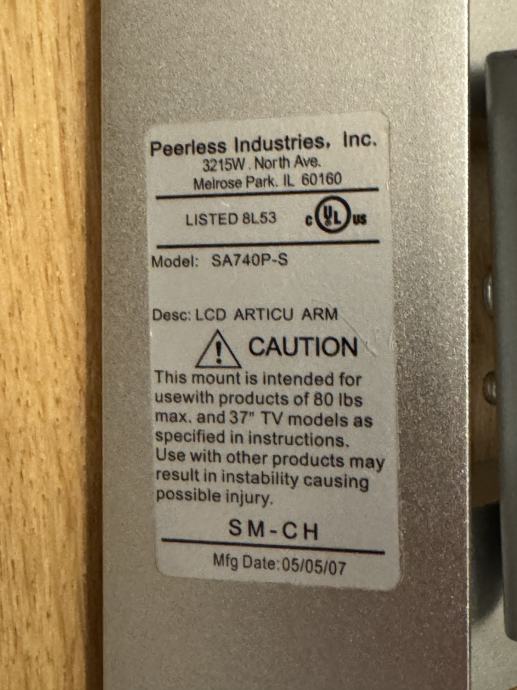 Peerless Industries, Inc.
3215W. North Ave.
Melrose Park, IL 60160
LISTED 8L53 C UL US
Model: SA740P-S
Desc: LCD ARTICU ARM
CAUTION
This mount is intended for
usewith products of 80 lbs
max. and 37" TV models as
specified in instructions.
Use with other products may
result in instability causing
possible injury.
SM-CH
Mfg Date: 05/05/07